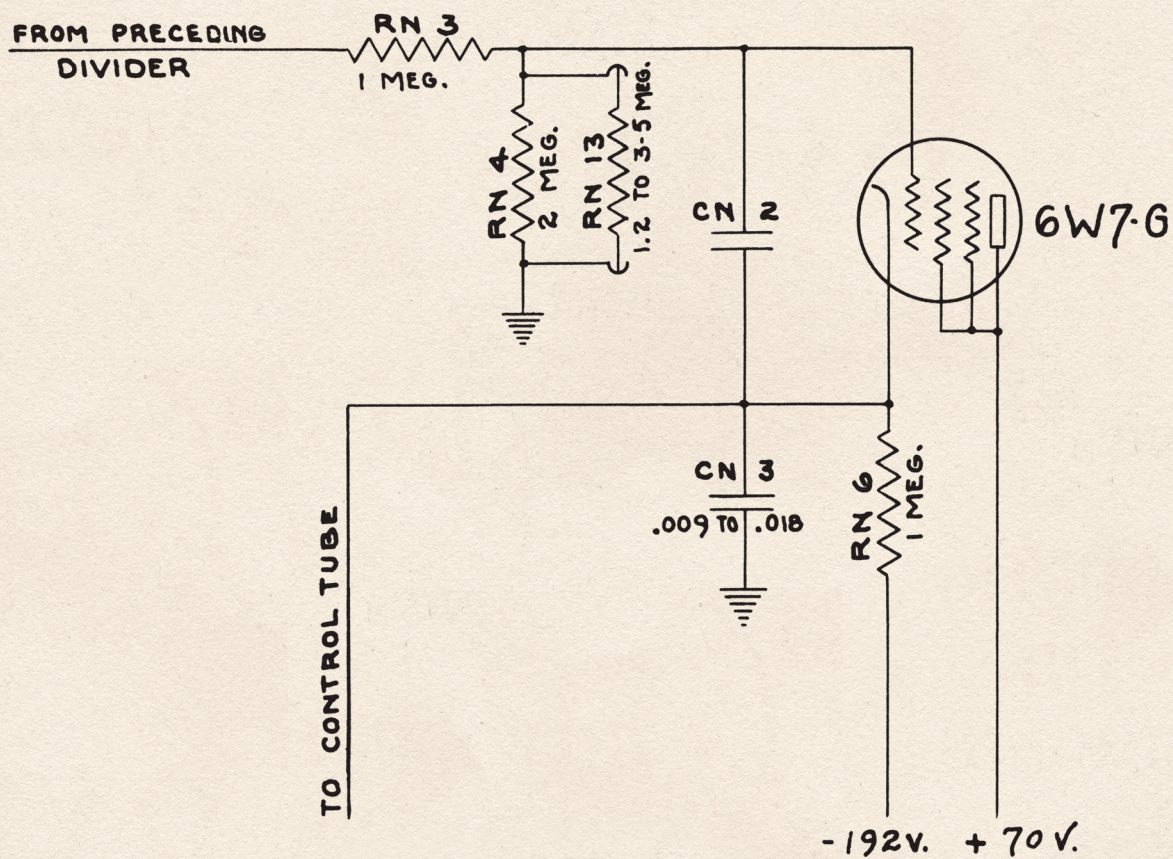 FROM PRECEDING
DIVIDER
RN 3
1 MEG.
RN 4
2 MEG.
RN 13
1.2 TO 3-5 MEG.
CN 2
6W7-G
CN 3
.009 TO .018
RN 6
1 MEG.
TO CONTROL TUBE
-192V. + 70 V.